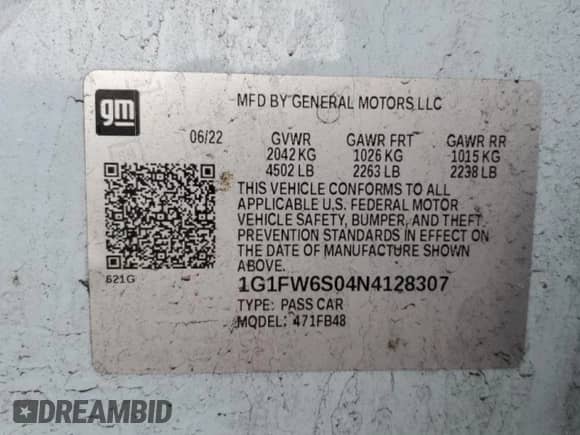 gm
MFD BY GENERAL MOTORS LLC
06/22 GVWR GAWR FRT GAWR RR
2042 KG 1026 KG 1015 KG
4502 LB 2263 LB 2238 LB
THIS VEHICLE CONFORMS TO ALL
APPLICABLE U.S. FEDERAL MOTOR
VEHICLE SAFETY, BUMPER, AND THEFT
PREVENTION STANDARDS IN EFFECT ON
THE DATE OF MANUFACTURE SHOWN
ABOVE.
621G
1G1FW6S04N4128307
TYPE: PASS CAR
MODEL: 471FB48
DREAMBID